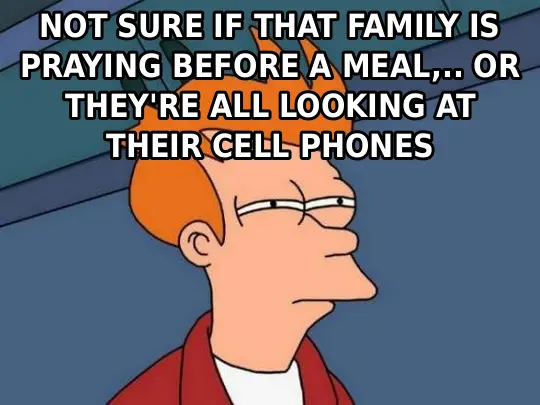 NOT SURE IF THAT FAMILY IS
PRAYING BEFORE A MEAL,.. OR
THEY'RE ALL LOOKING AT
THEIR CELL PHONES